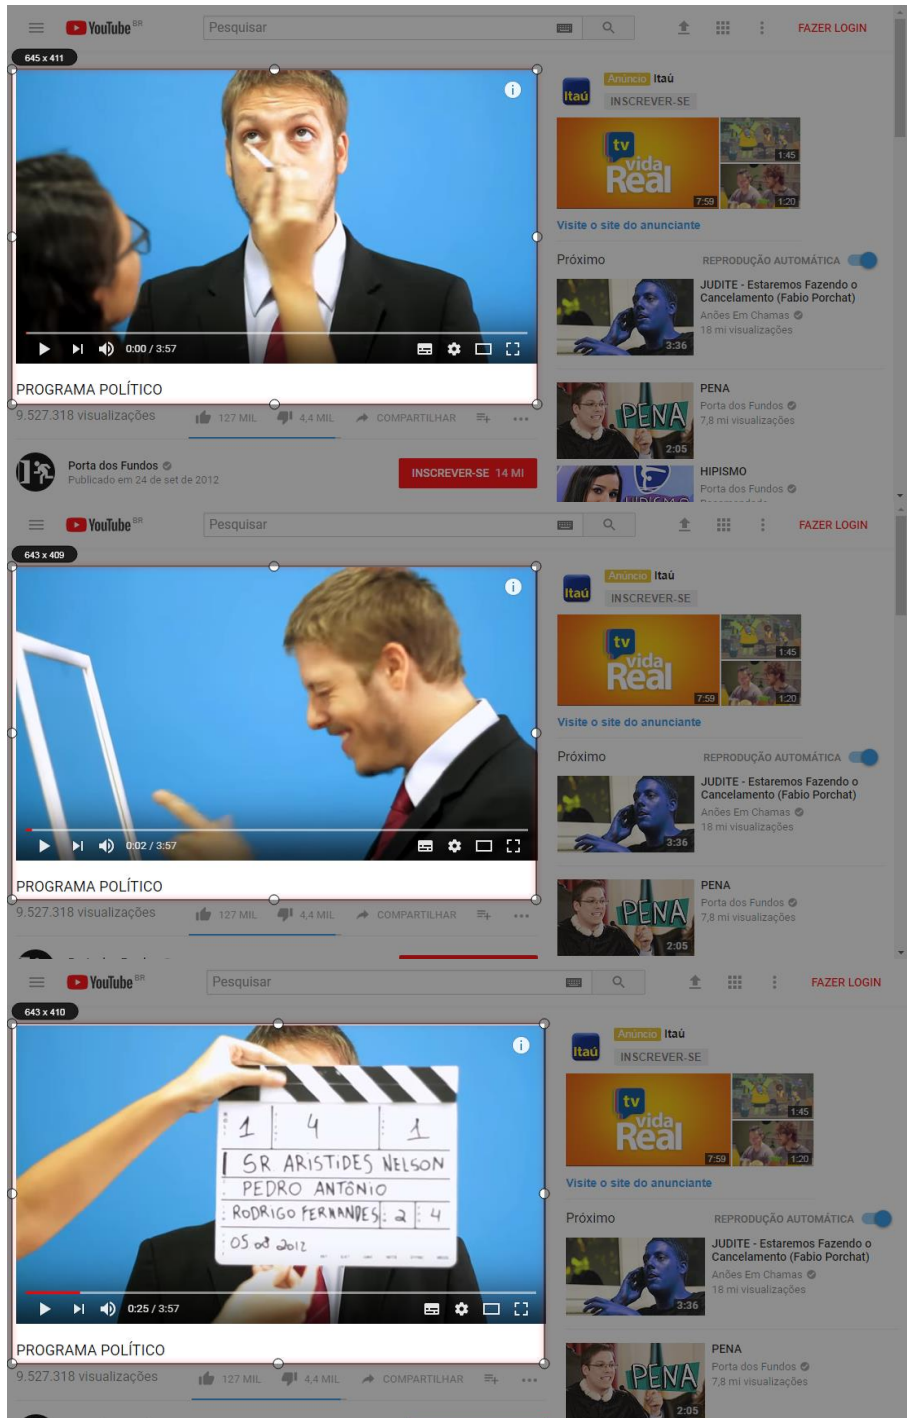 YouTube BR
Pesquisar
FAZER LOGIN
645 x 411
Anúncio Itaú
Itaú
INSCREVER-SE
tv
vida
Real
7:59
1:45
1:20
Visite o site do anunciante
Próximo
REPRODUÇÃO AUTOMÁTICA
JUDITE - Estaremos Fazendo o
Cancelamento (Fabio Porchat)
Anões Em Chamas
18 mi visualizações
3:36
0:00 / 3:57
PROGRAMA POLÍTICO
9.527.318 visualizações
127 MIL
4,4 MIL
COMPARTILHAR
PENA
PENA
Porta dos Fundos
7,8 mi visualizações
2:05
Porta dos Fundos
Publicado em 24 de set de 2012
INSCREVER-SE 14 MI
HIPISMO
Porta dos Fundos
YouTube BR
Pesquisar
FAZER LOGIN
643 x 409
Anúncio Itaú
Itaú
INSCREVER-SE
tv
vida
Real
7:59
1:45
1:20
Visite o site do anunciante
Próximo
REPRODUÇÃO AUTOMÁTICA
JUDITE - Estaremos Fazendo o
Cancelamento (Fabio Porchat)
Anões Em Chamas
18 mi visualizações
3:36
0:02 / 3:57
PROGRAMA POLÍTICO
9.527.318 visualizações
127 MIL
4,4 MIL
COMPARTILHAR
PENA
PENA
Porta dos Fundos
7,8 mi visualizações
2:05
YouTube BR
Pesquisar
FAZER LOGIN
643 x 410
Anúncio Itaú
Itaú
INSCREVER-SE
tv
vida
Real
7:59
1:45
1:20
Visite o site do anunciante
1 4 1
SR ARISTIDES NELSON
PEDRO ANTÔNIO
RODRIGO FERNANDES 2 4
05 08 2012
Próximo
REPRODUÇÃO AUTOMÁTICA
JUDITE - Estaremos Fazendo o
Cancelamento (Fabio Porchat)
Anões Em Chamas
18 mi visualizações
3:36
0:25 / 3:57
PROGRAMA POLÍTICO
9.527.318 visualizações
127 MIL
4,4 MIL
COMPARTILHAR
PENA
PENA
Porta dos Fundos
7,8 mi visualizações
2:05